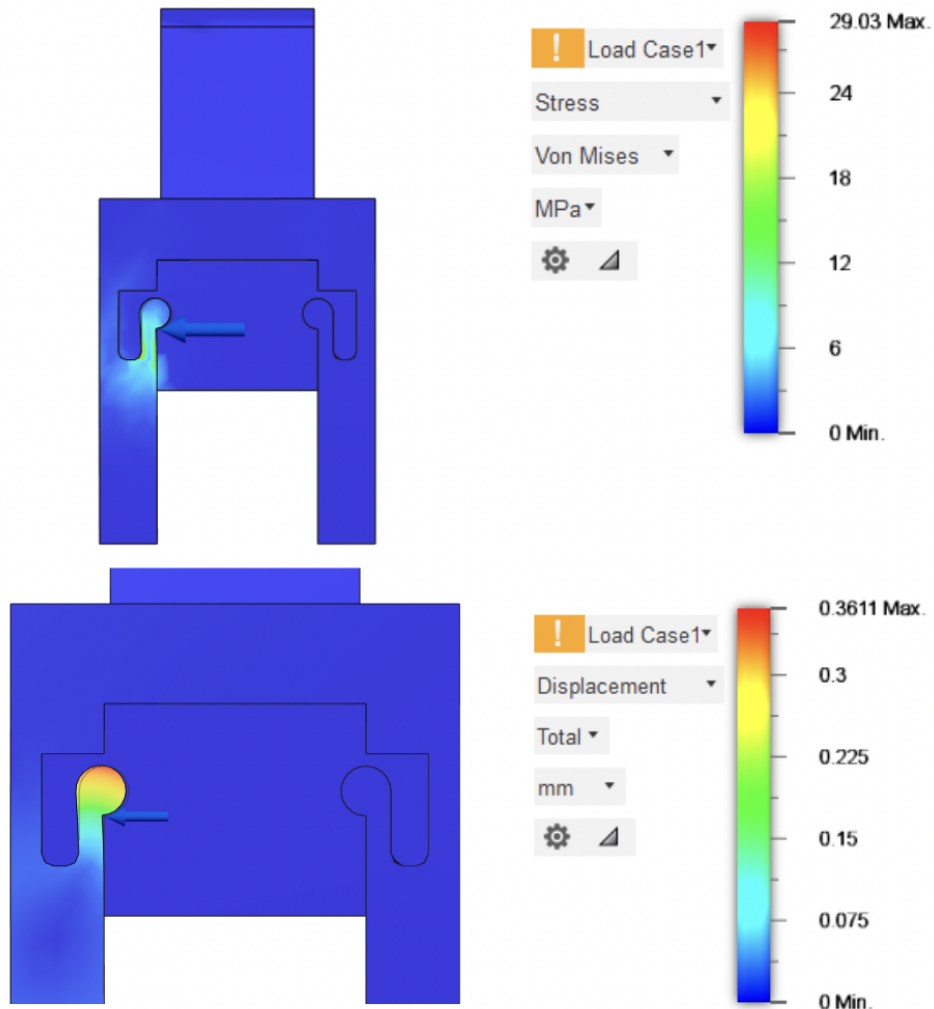 29.03 Max.
! Load Case1
Stress
24
Von Mises
18
MPa
12
6
0 Min.
0.3611 Max.
! Load Case1
0.3
Displacement
Total
0.225
mm
0.15
0.075
0 Min.